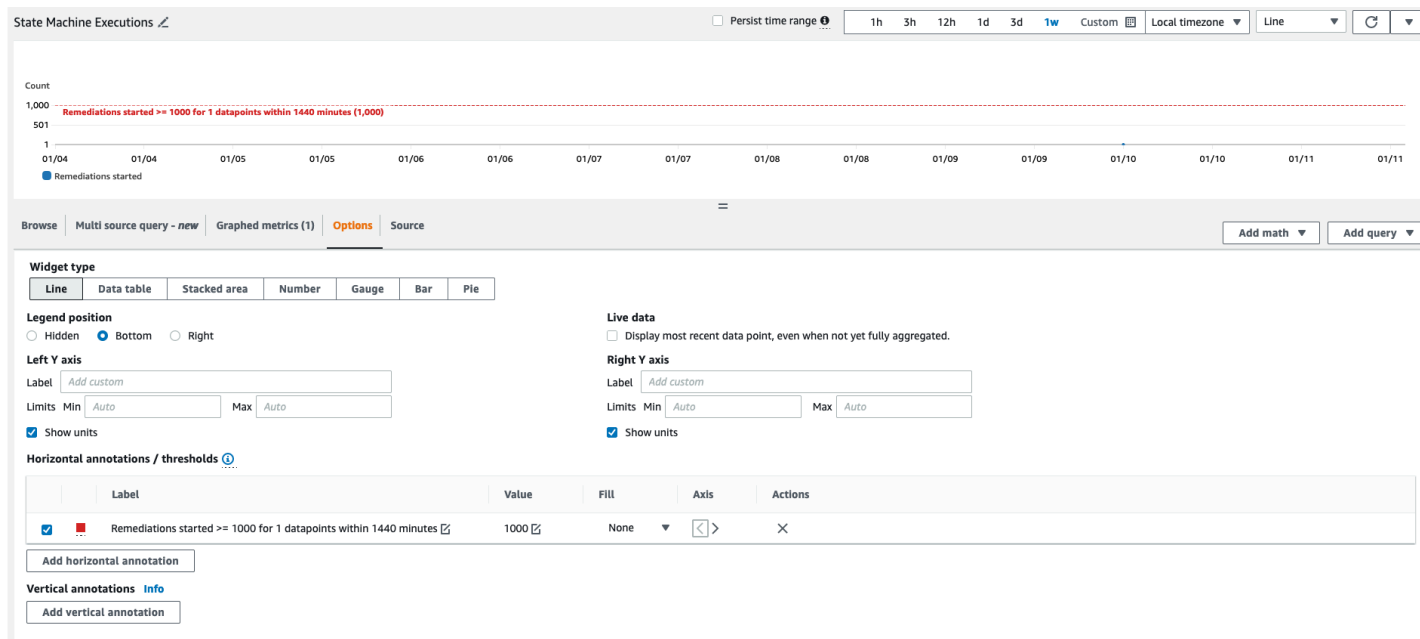 State Machine Executions
Persist time range
1h 3h 12h 1d 3d 1w Custom Local timezone Line
Count
1,000
Remediations started >= 1000 for 1 datapoints within 1440 minutes (1,000)
501
1
01/04 01/04 01/05 01/05 01/06 01/06 01/07 01/07 01/08 01/08 01/09 01/09 01/10 01/10 01/11 01/11
Remediations started
Browse Multi source query - new Graphed metrics (1) Options Source
Add math Add query
Widget type
Line Data table Stacked area Number Gauge Bar Pie
Legend position Live data
Hidden Bottom Right Display most recent data point, even when not yet fully aggregated.
Left Y axis Right Y axis
Label Add custom Label Add custom
Limits Min Auto Max Auto Limits Min Auto Max Auto
Show units Show units
Horizontal annotations / thresholds
Label Value Fill Axis Actions
Remediations started >= 1000 for 1 datapoints within 1440 minutes 1000 None
Add horizontal annotation
Vertical annotations Info
Add vertical annotation